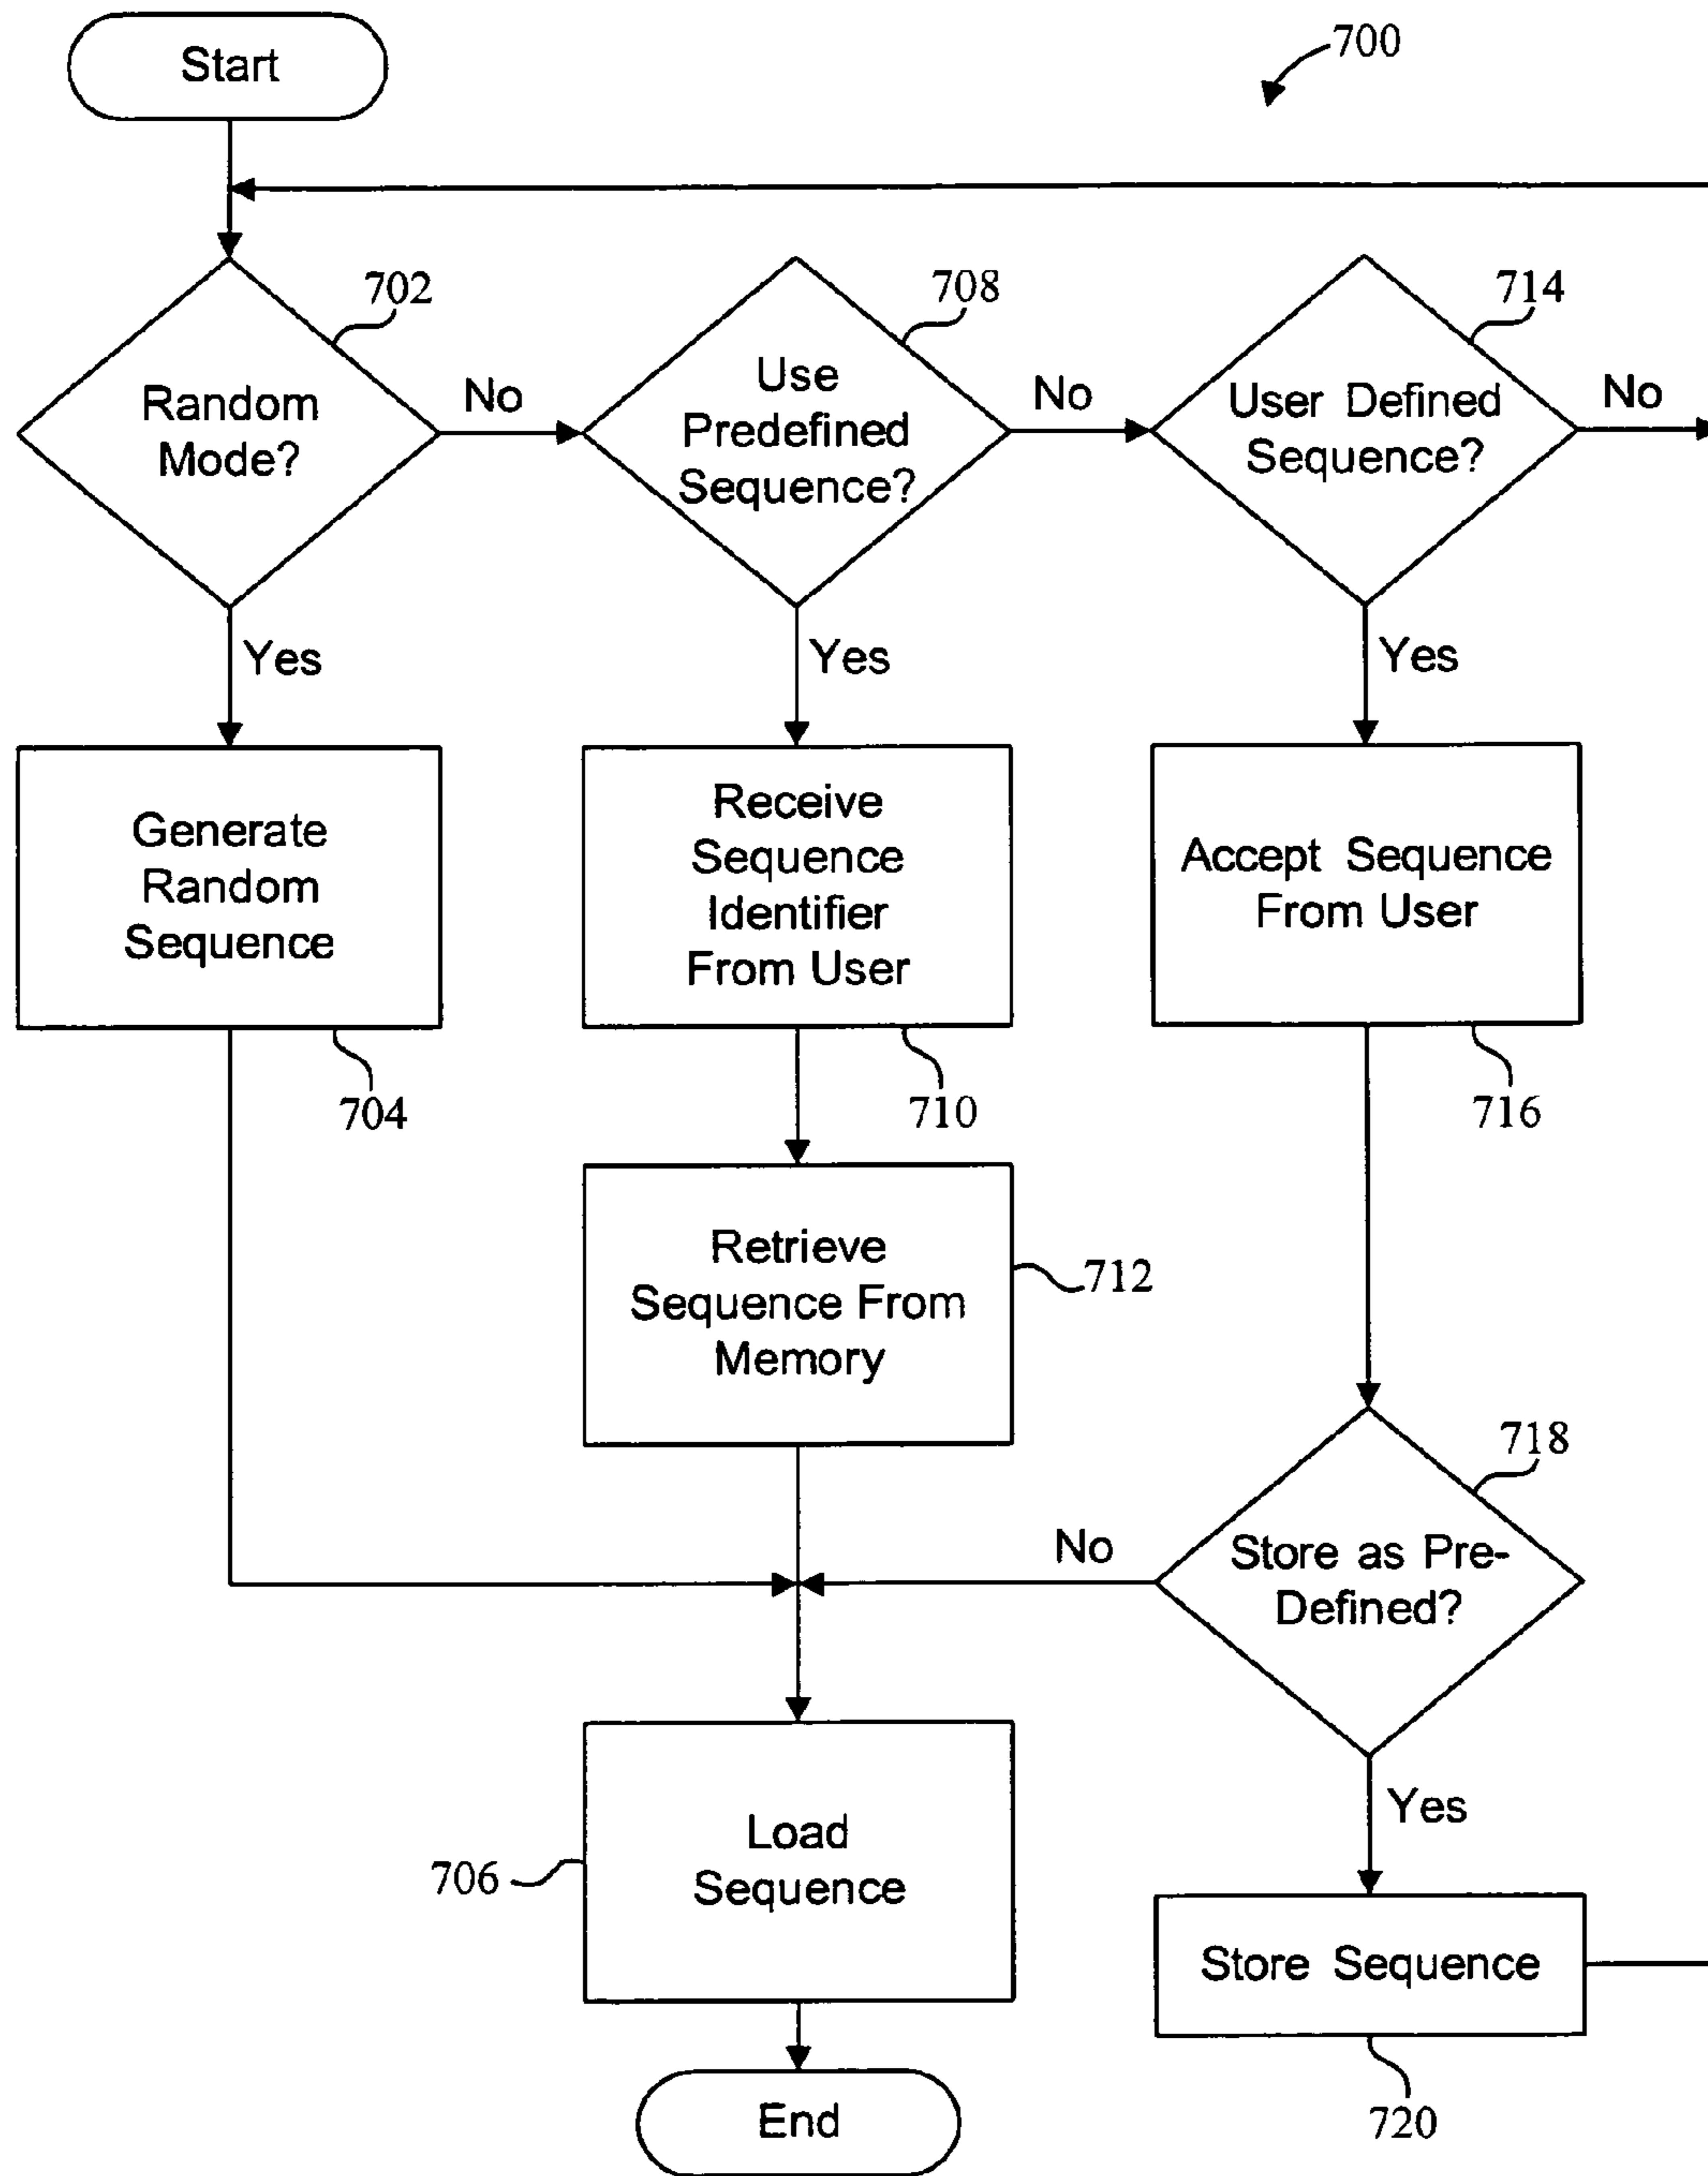 Start
700
702
Random
Mode?
No
708
Use
Predefined
Sequence?
No
714
User Defined
Sequence?
No
Yes
Yes
Yes
Generate
Random
Sequence
704
Receive
Sequence
Identifier
From User
710
Accept Sequence
From User
716
Retrieve
Sequence From
Memory
712
718
Store as Pre-
Defined?
No
Yes
Load
Sequence
706
Store Sequence
720
End